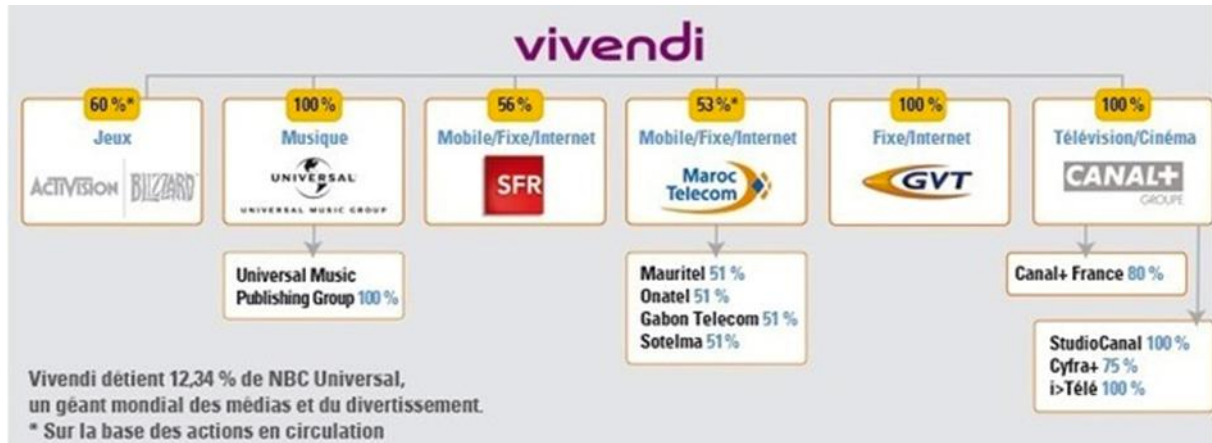 vivendi
60 %*
Jeux
ACTIVISION | BLIZZARD
100 %
Musique
UNIVERSAL
UNIVERSAL MUSIC GROUP
Universal Music
Publishing Group 100 %
56 %
Mobile/Fixe/Internet
SFR
53 %*
Mobile/Fixe/Internet
Maroc
Telecom
Mauritel 51 %
Onatel 51 %
Gabon Telecom 51 %
Sotelma 51%
100 %
Fixe/Internet
GVT
100 %
Télévision/Cinéma
CANAL+
GROUPE
Canal+ France 80 %
StudioCanal 100 %
Cyfra+ 75 %
i>Télé 100 %
Vivendi détient 12,34 % de NBC Universal,
un géant mondial des médias et du divertissement.
* Sur la base des actions en circulation